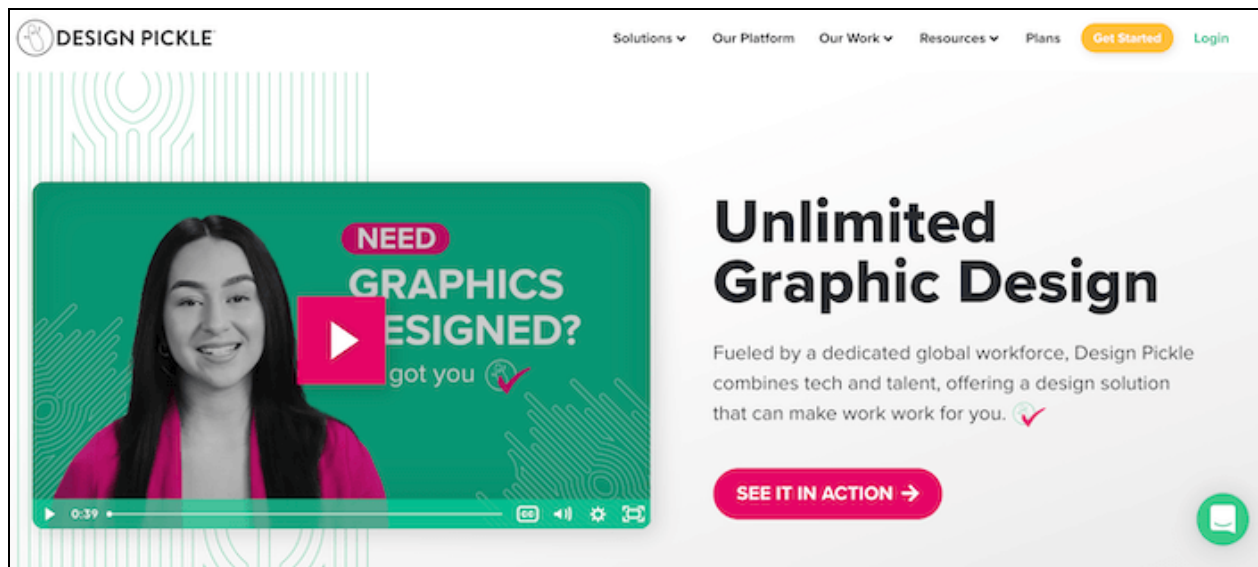 DESIGN PICKLE
Solutions Our Platform Our Work Resources Plans Get Started Login
NEED
GRAPHICS
ESIGNED?
got you
0:39
CC
Unlimited
Graphic Design
Fueled by a dedicated global workforce, Design Pickle
combines tech and talent, offering a design solution
that can make work work for you.
SEE IT IN ACTION